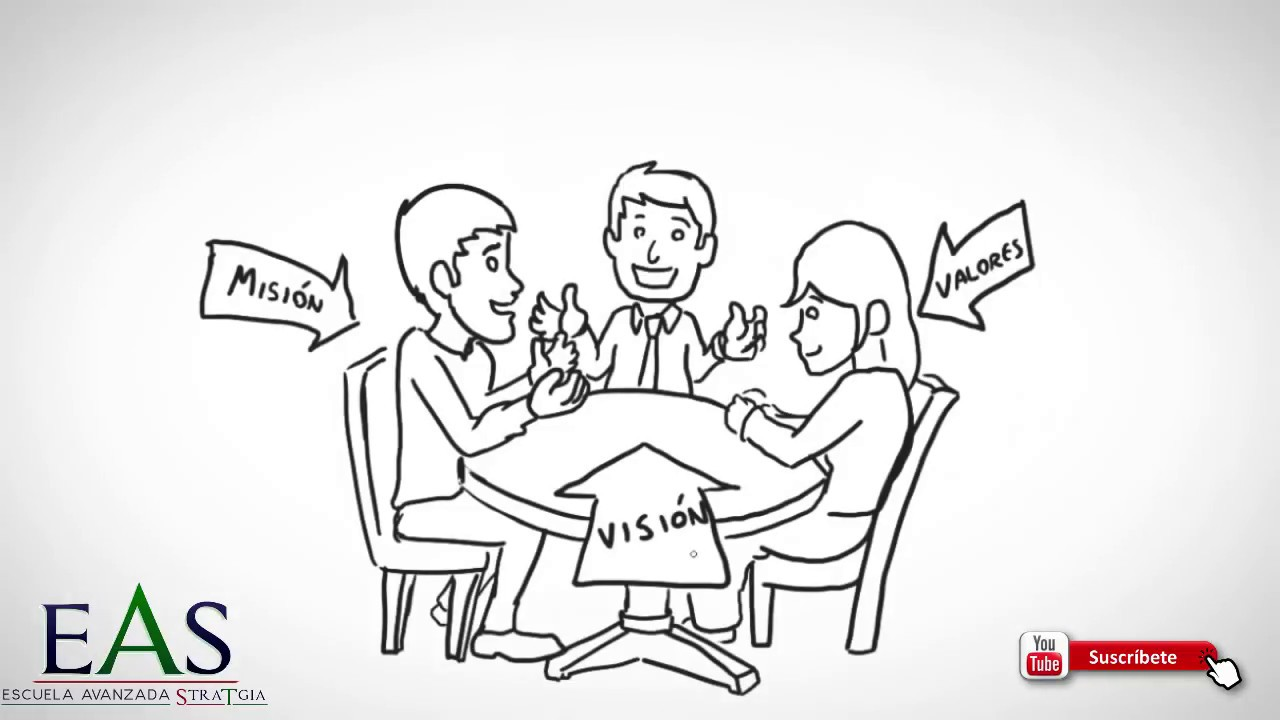 MISIÓN
VALORES
VISIÓN
EAS
ESCUELA AVANZADA STRATGIA
You
Tube
Suscríbete